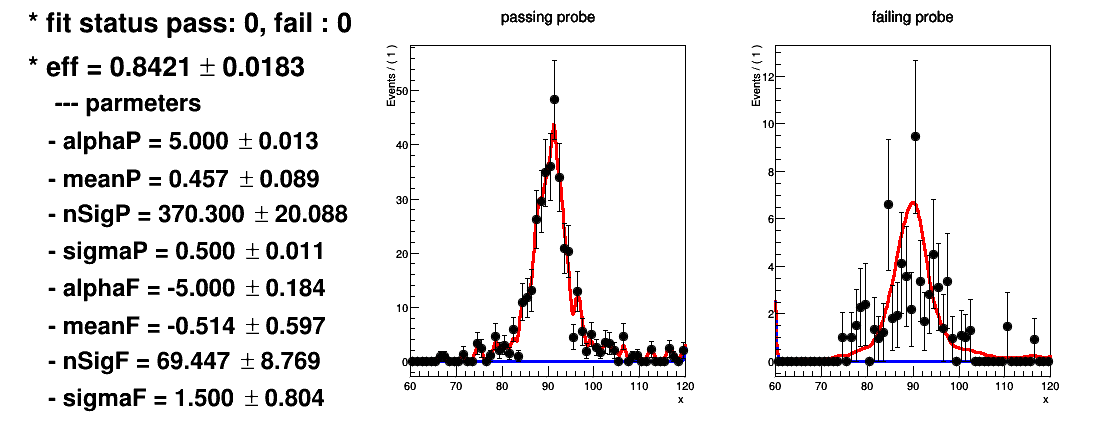 * fit status pass: 0, fail : 0
* eff = 0.8421 ± 0.0183
--- parmeters
- alphaP = 5.000 ± 0.013
- meanP = 0.457 ± 0.089
- nSigP = 370.300 ± 20.088
- sigmaP = 0.500 ± 0.011
- alphaF = -5.000 ± 0.184
- meanF = -0.514 ± 0.597
- nSigF = 69.447 ± 8.769
- sigmaF = 1.500 ± 0.804
passing probe
Events / ( 1 )
50
40
30
20
10
0
60 70 80 90 100 110 120
x
failing probe
Events / ( 1 )
12
10
8
6
4
2
0
60 70 80 90 100 110 120
x